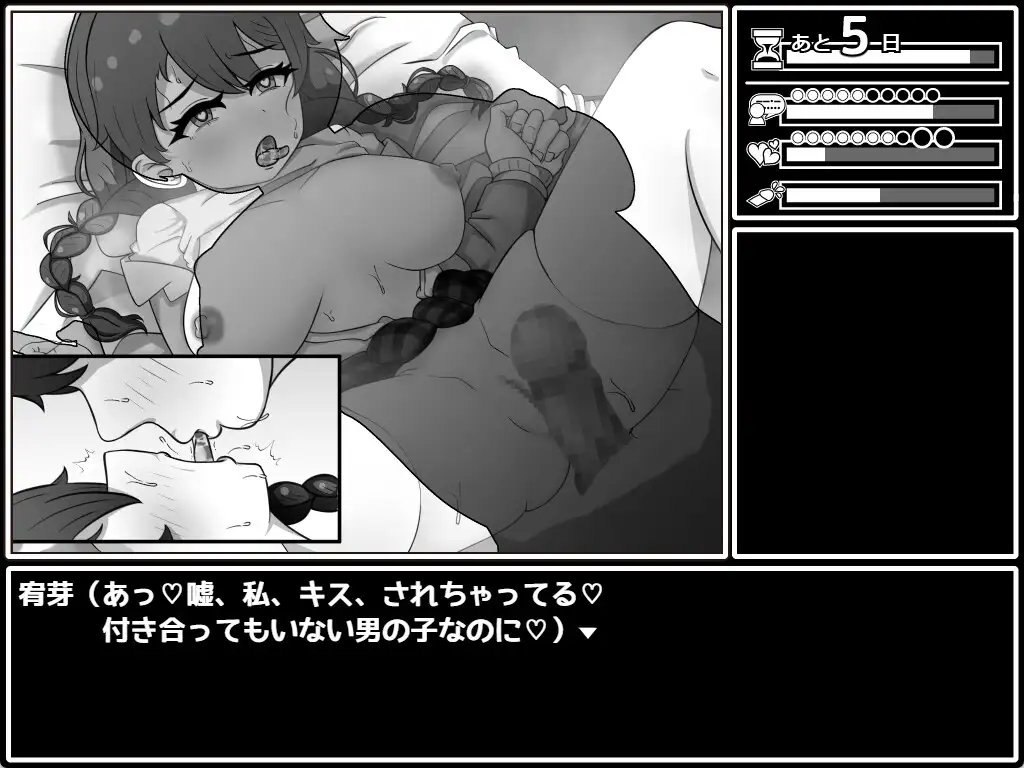 あと5日
宥芽（あっ♡嘘、私、キス、されちゃってる♡
付き合ってもいない男の子なのに♡）▼